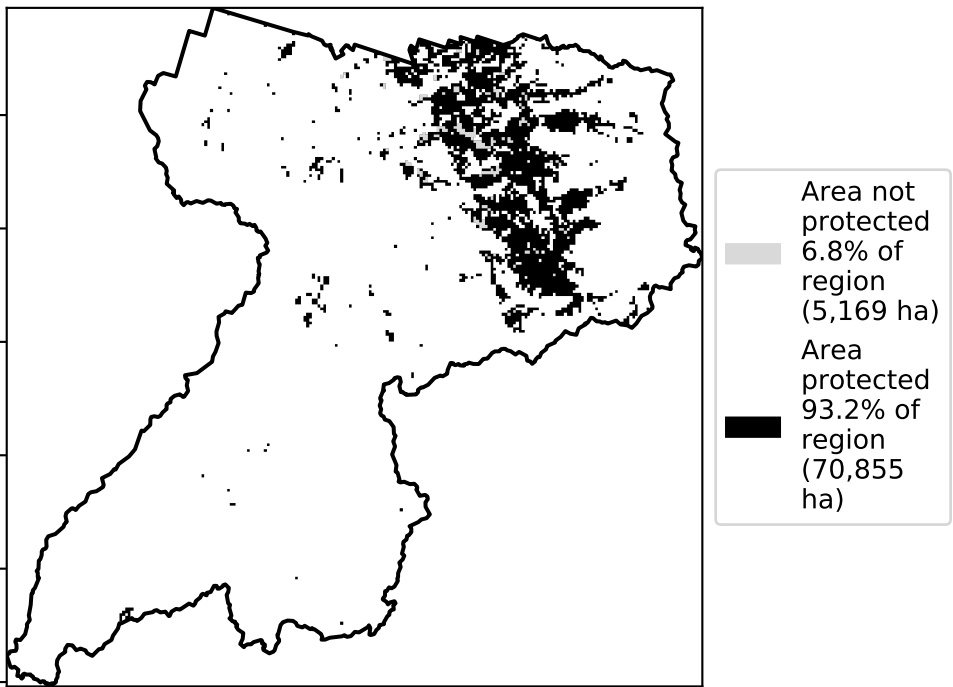 Area not
protected
6.8% of
region
(5,169 ha)
Area
protected
93.2% of
region
(70,855
ha)